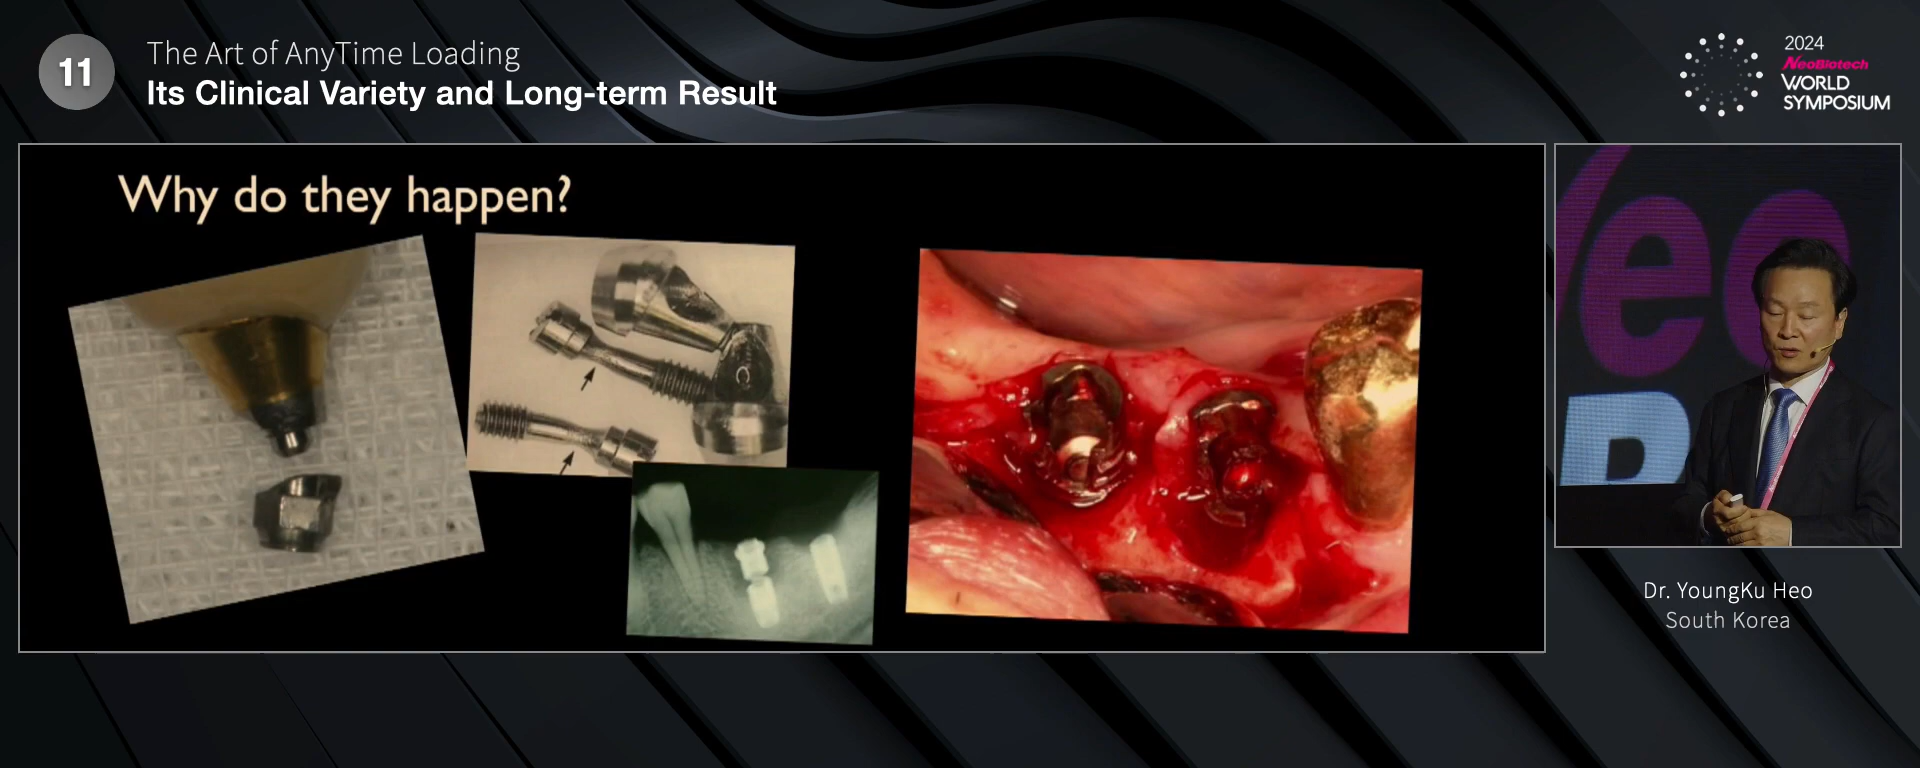 11
The Art of AnyTime Loading
Its Clinical Variety and Long-term Result
2024
NeoBiotech
WORLD
SYMPOSIUM
Why do they happen?
C
Neo
B
Dr. YoungKu Heo
South Korea